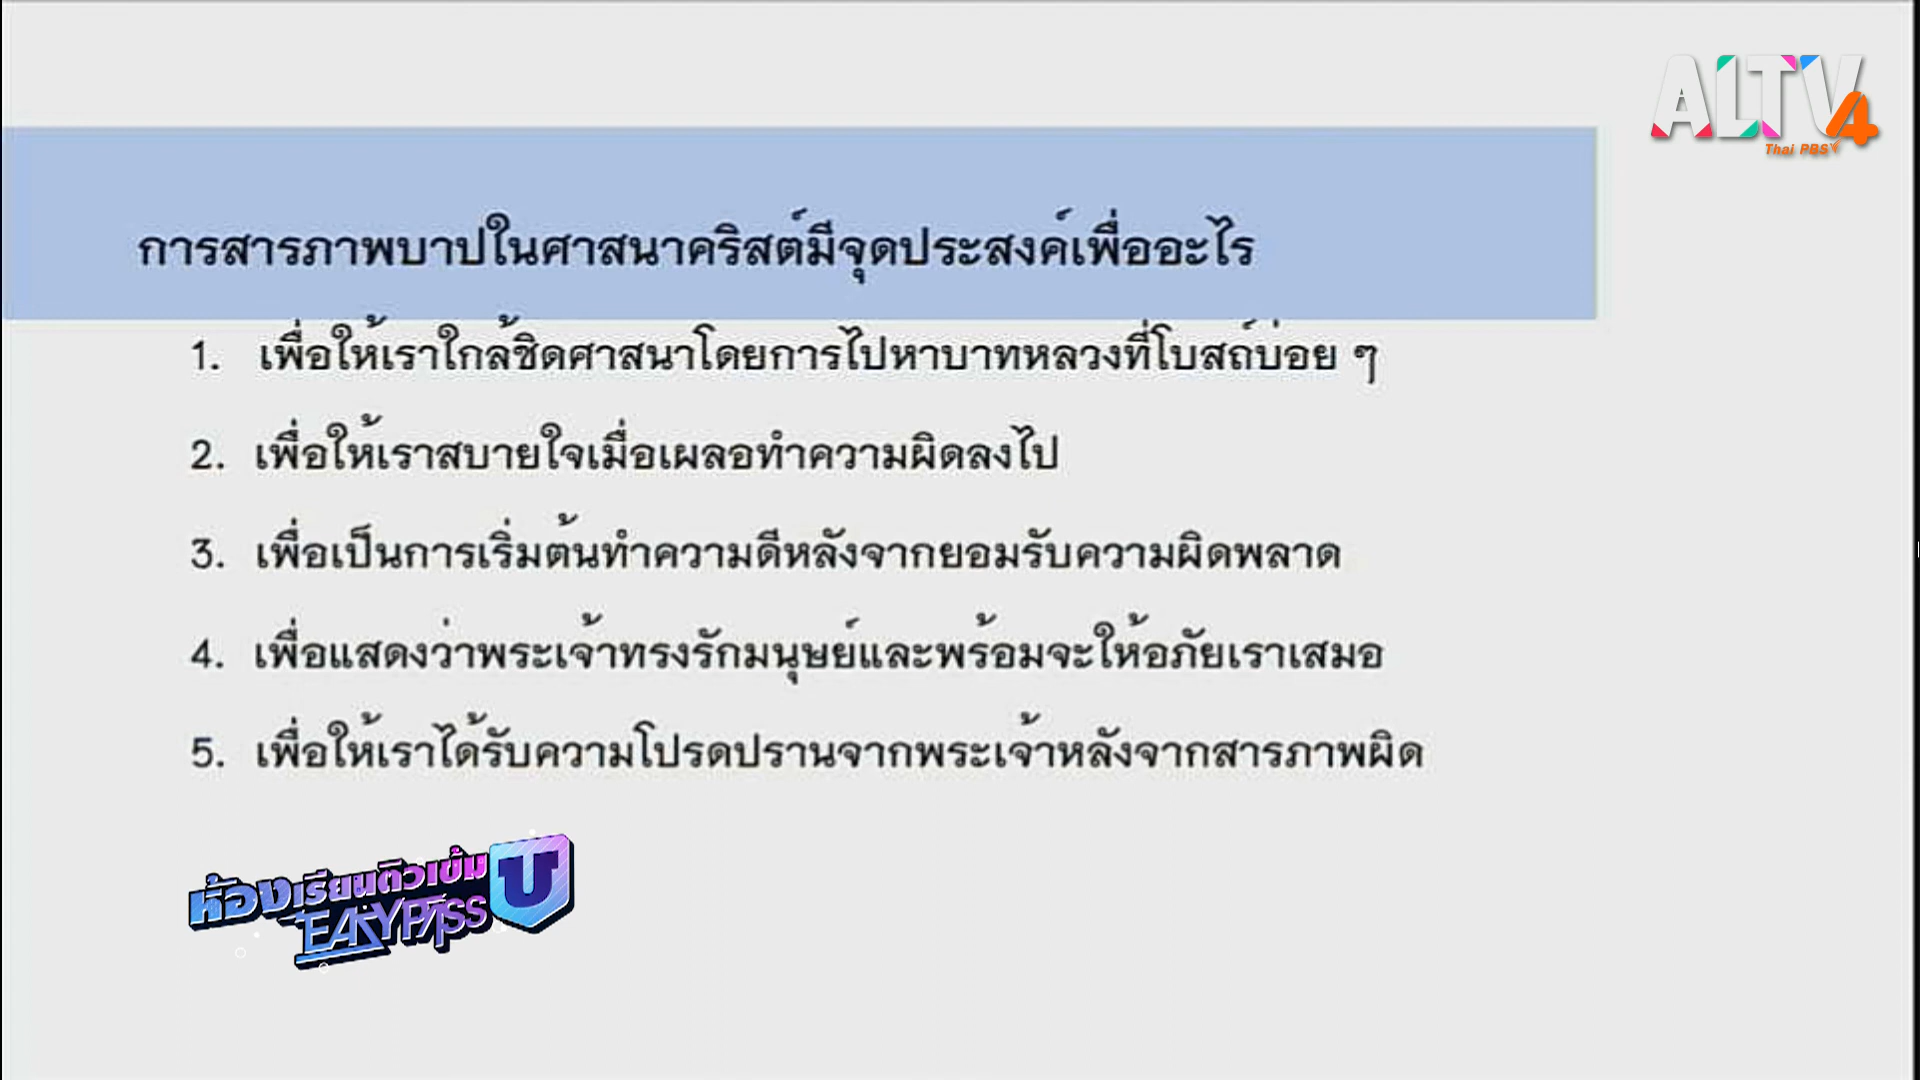 ALTV4
Thai PBS
การสารภาพบาปในศาสนาคริสต์มีจุดประสงค์เพื่ออะไร
1. เพื่อให้เราใกล้ชิดศาสนาโดยการไปหาบาทหลวงที่โบสถ์บ่อย ๆ
2. เพื่อให้เราสบายใจเมื่อเผลอทำความผิดลงไป
3. เพื่อเป็นการเริ่มต้นทำความดีหลังจากยอมรับความผิดพลาด
4. เพื่อแสดงว่าพระเจ้าทรงรักมนุษย์และพร้อมจะให้อภัยเราเสมอ
5. เพื่อให้เราได้รับความโปรดปรานจากพระเจ้าหลังจากสารภาพผิด
ห้องเรียนติวเข้ม U
EASY PASS